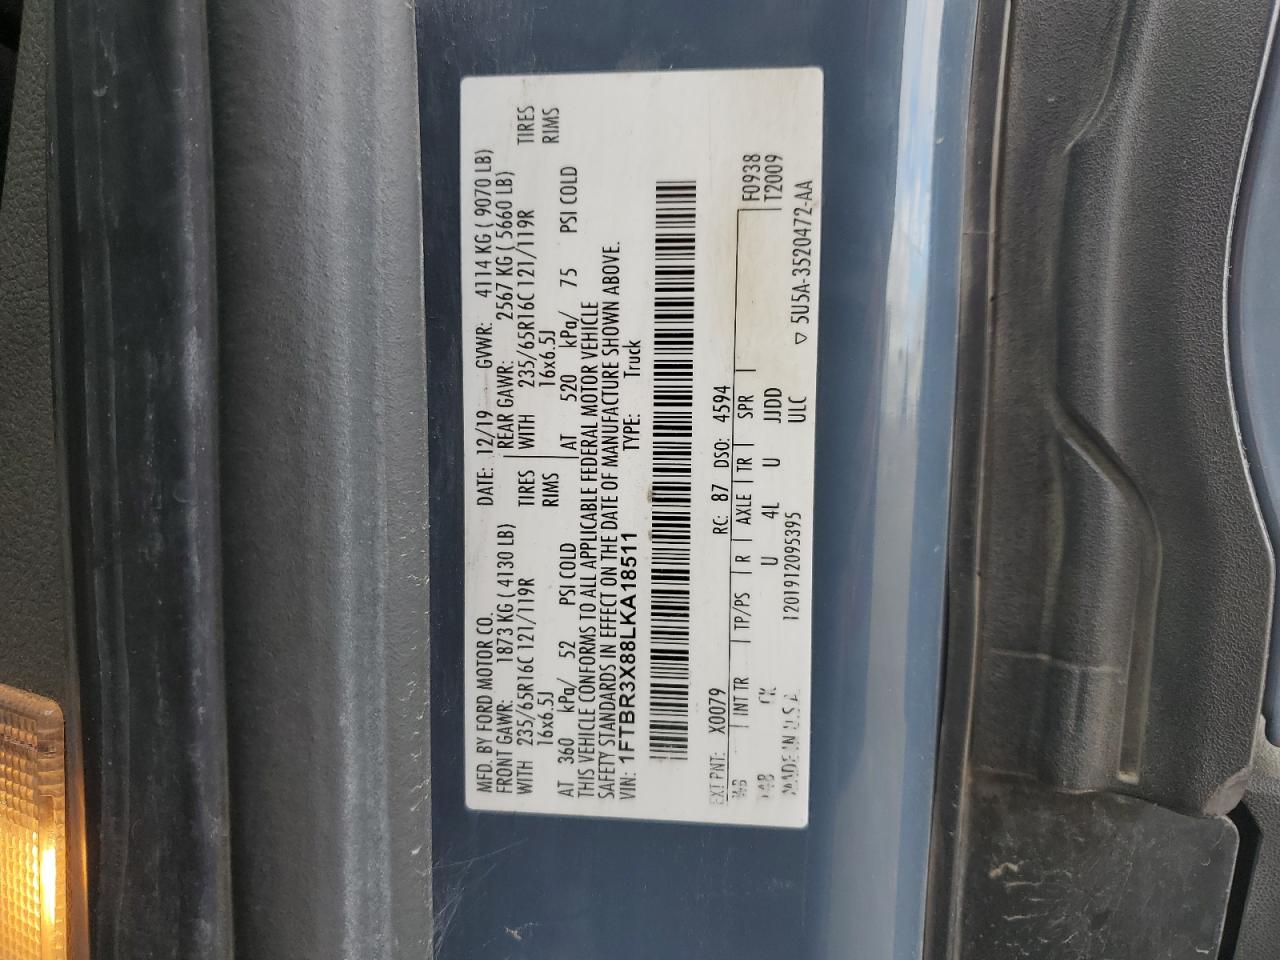 MFD. BY FORD MOTOR CO. DATE: 12/19 GVWR: 4114 KG ( 9070 LB)
FRONT GAWR: 1873 KG ( 4130 LB) REAR GAWR: 2567 KG ( 5660 LB)
WITH 235/65R16C 121/119R TIRES WITH 235/65R16C 121/119R TIRES
16x6.5J RIMS 16x6.5J RIMS
AT 360 kPa/ 52 PSI COLD AT 520 kPa/ 75 PSI COLD
THIS VEHICLE CONFORMS TO ALL APPLICABLE FEDERAL MOTOR VEHICLE
SAFETY STANDARDS IN EFFECT ON THE DATE OF MANUFACTURE SHOWN ABOVE.
VIN: 1FTBR3X88LKA18511 TYPE: Truck
EXT PNT: X0079 RC: 87 DSO: 4594 F0938
WB INT TR TP/PS R AXLE TR SPR T2009
148 CK U 4L U JJDD
MADE IN U.S.A. 1201912095395 ULC ▽ 5U5A-3520472-AA